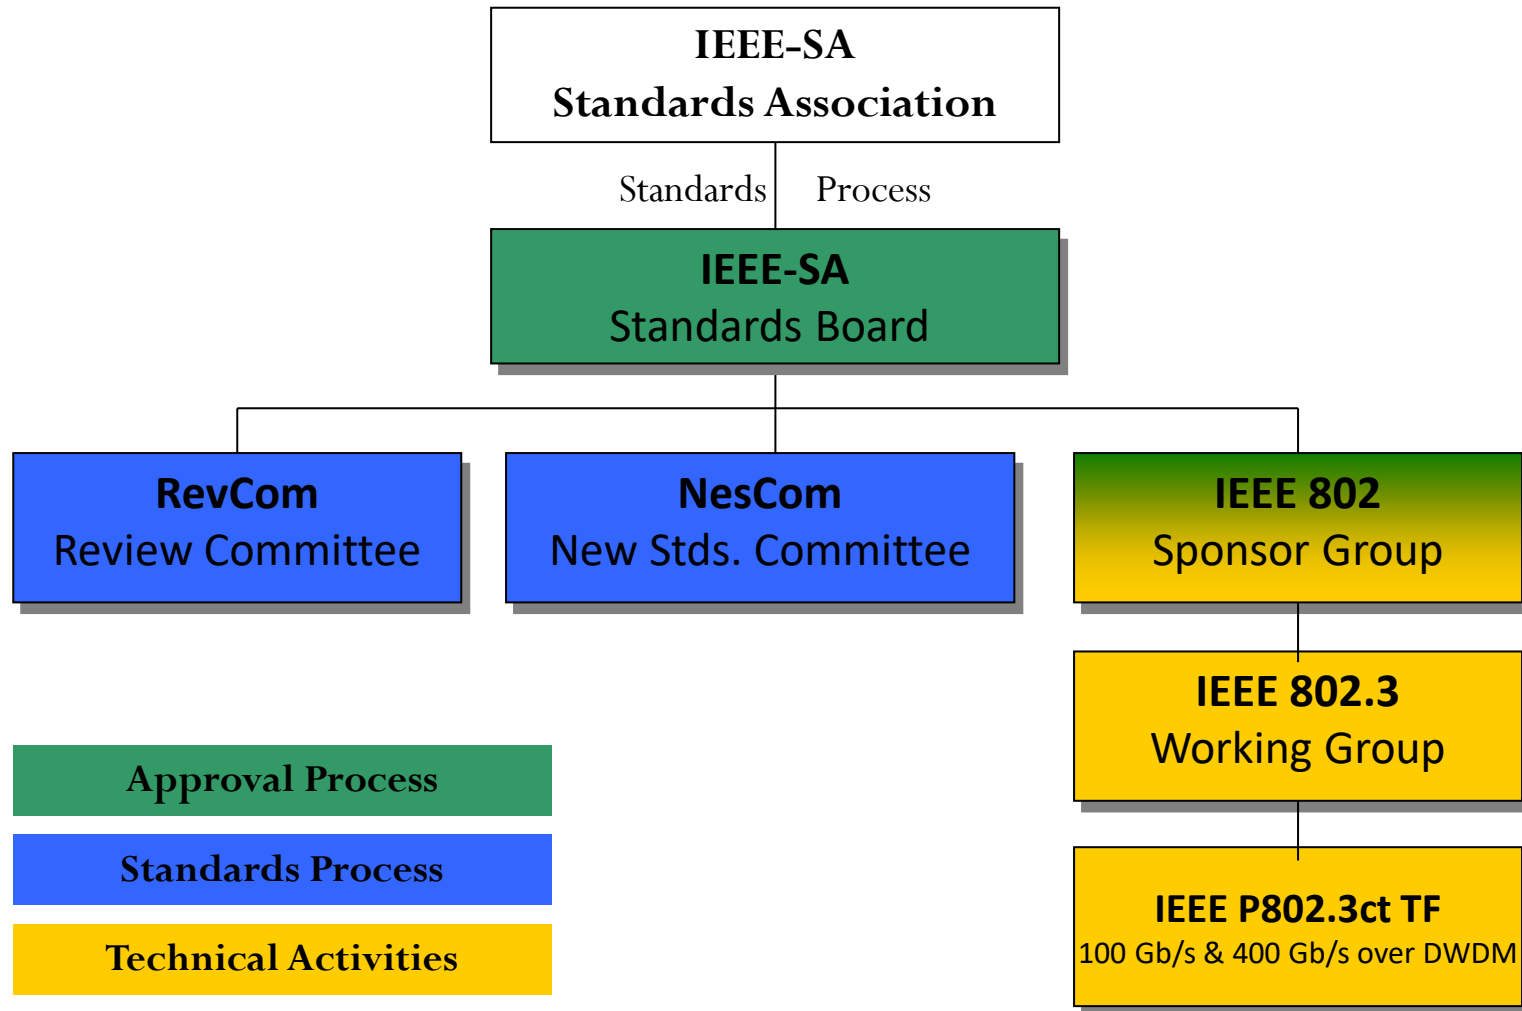 IEEE-SA
Standards Association
Standards Process
IEEE-SA
Standards Board
RevCom
Review Committee
NesCom
New Stds. Committee
IEEE 802
Sponsor Group
IEEE 802.3
Working Group
IEEE P802.3ct TF
100 Gb/s & 400 Gb/s over DWDM
Approval Process
Standards Process
Technical Activities